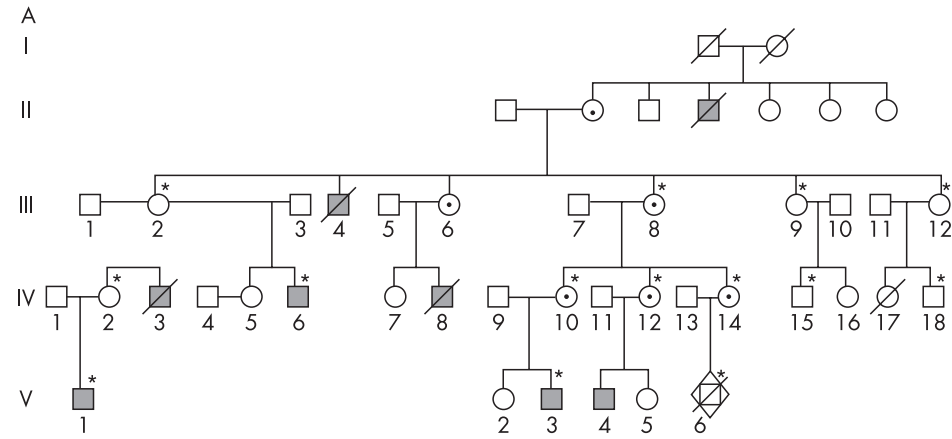 A
I
II
* * * * *
III
1 2 3 4 5 6 7 8 9 10 11 12
* * * * * * *
IV
1 2 3 4 5 6 7 8 9 10 11 12 13 14 15 16 17 18
* * *
V
1 2 3 4 5 6